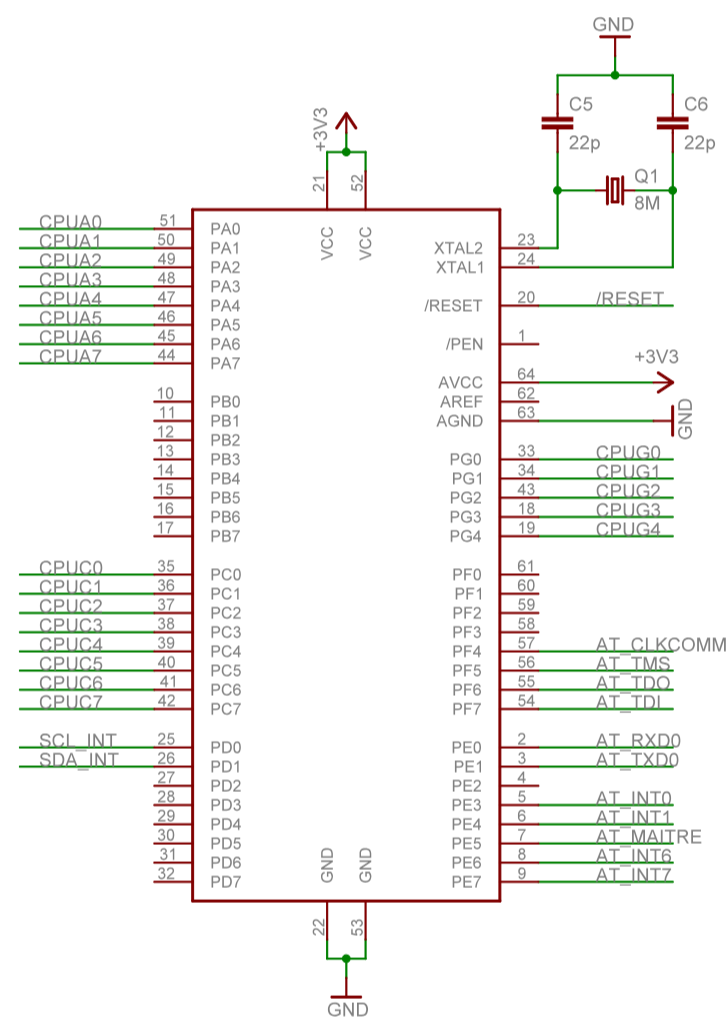 GND
C5
C6
22p
22p
Q1
8M
+3V3
21
52
VCC
VCC
CPUA0 51 PA0
CPUA1 50 PA1
CPUA2 49 PA2
CPUA3 48 PA3
CPUA4 47 PA4
CPUA5 46 PA5
CPUA6 45 PA6
CPUA7 44 PA7
10 PB0
11 PB1
12 PB2
13 PB3
14 PB4
15 PB5
16 PB6
17 PB7
CPUC0 35 PC0
CPUC1 36 PC1
CPUC2 37 PC2
CPUC3 38 PC3
CPUC4 39 PC4
CPUC5 40 PC5
CPUC6 41 PC6
CPUC7 42 PC7
SCL_INT 25 PD0
SDA_INT 26 PD1
27 PD2
28 PD3
29 PD4
30 PD5
31 PD6
32 PD7
XTAL2 23
XTAL1 24
/RESET 20 /RESET
/PEN 1
+3V3
AVCC 64
AREF 62
AGND 63
GND
PG0 33 CPUG0
PG1 34 CPUG1
PG2 43 CPUG2
PG3 18 CPUG3
PG4 19 CPUG4
PF0 61
PF1 60
PF2 59
PF3 58
PF4 57 AT_CLKCOMM
PF5 56 AT_TMS
PF6 55 AT_TDO
PF7 54 AT_TDI
PE0 2 AT_RXD0
PE1 3 AT_TXD0
PE2 4
PE3 5 AT_INT0
PE4 6 AT_INT1
PE5 7 AT_MAITRE
PE6 8 AT_INT6
PE7 9 AT_INT7
GND
GND
22
53
GND